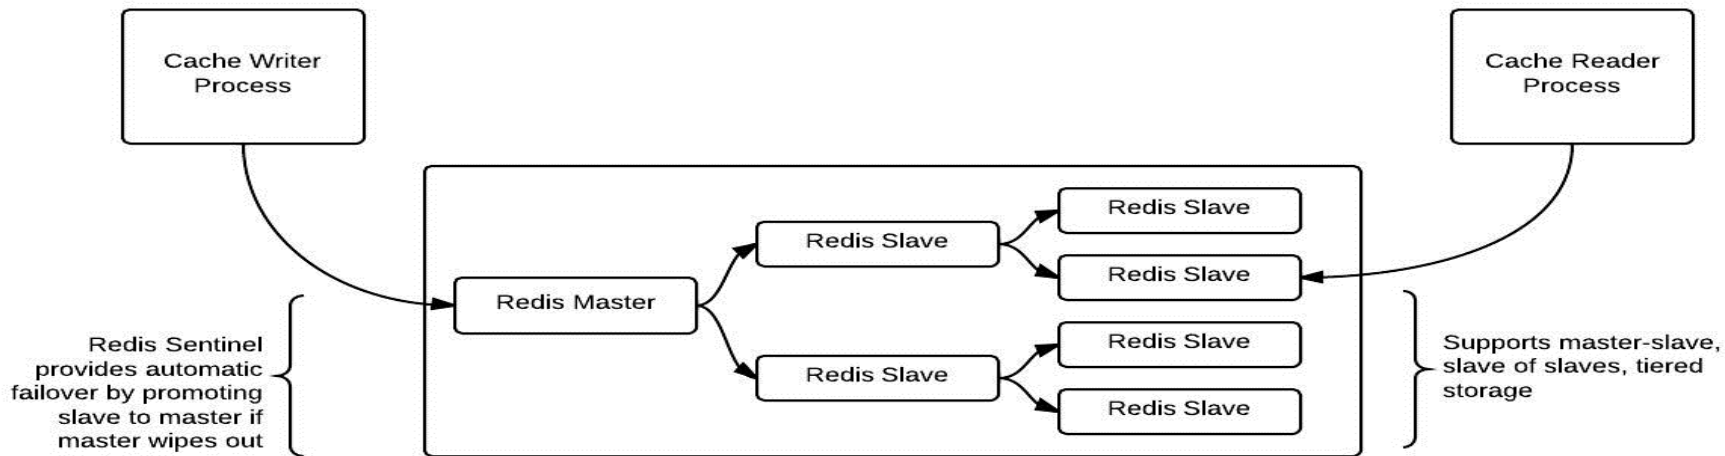 Cache Writer
Process
Cache Reader
Process
Redis Slave
Redis Slave
Redis Slave
Redis Master
Redis Slave
Redis Slave
Redis Slave
Redis Sentinel
provides automatic
failover by promoting
slave to master if
master wipes out
Supports master-slave,
slave of slaves, tiered
storage